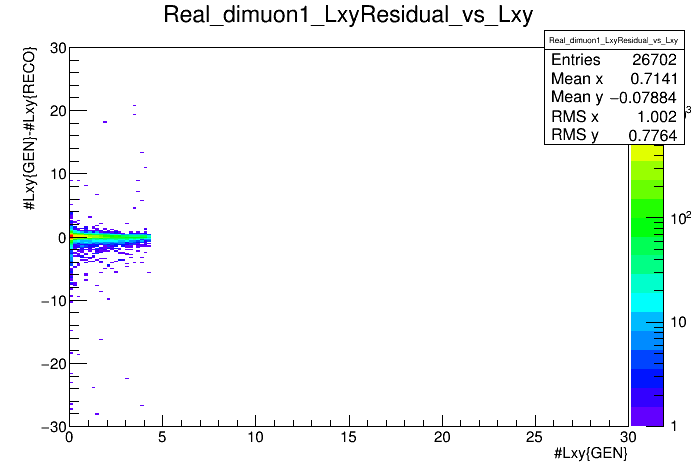 Real_dimuon1_LxyResidual_vs_Lxy
Real_dimuon1_LxyResidual_vs_Lxy
Entries 26702
Mean x 0.7141
Mean y −0.07884
RMS x 1.002
RMS y 0.7764
#Lxy{GEN}-#Lxy{RECO}
30
20
10
0
−10
−20
−30
0 5 10 15 20 25 30
#Lxy{GEN}
3
10²
10
1